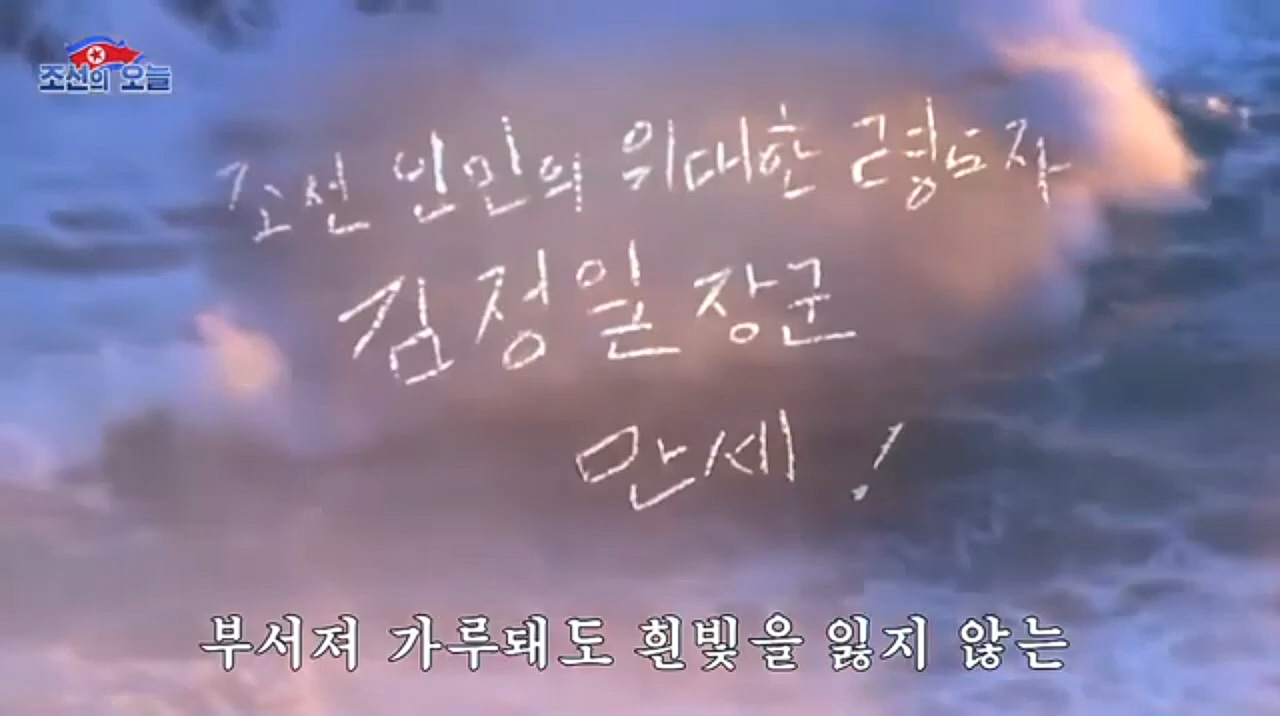 조선의 오늘
조선 인민의 위대한 령도자
김정일 장군
만세!
부서져 가루돼도 흰빛을 잃지 않는